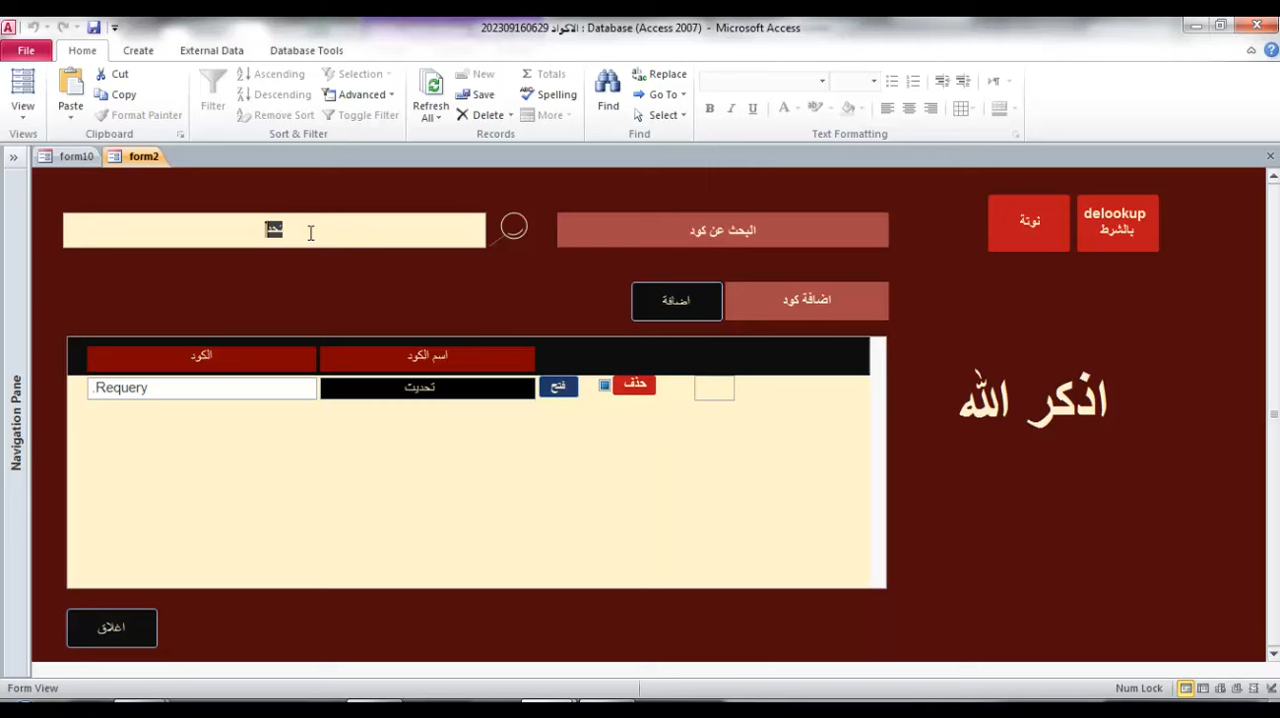 الاكواد 202309160629 : Database (Access 2007) - Microsoft Access
File Home Create External Data Database Tools
View
Views
Paste
Cut
Copy
Format Painter
Clipboard
Filter
Ascending
Descending
Remove Sort
Selection
Advanced
Toggle Filter
Sort & Filter
Refresh All
New
Save
Delete
Totals
Spelling
More
Records
Find
Replace
Go To
Select
Find
B I U A
Text Formatting
form10
form2
Navigation Pane
تحد
البحث عن كود
نوتة
delookup
بالشرط
اضافة
اضافة كود
الكود
اسم الكود
.Requery
تحديت
فتح
حذف
اذكر الله
اغلاق
Form View
Num Lock